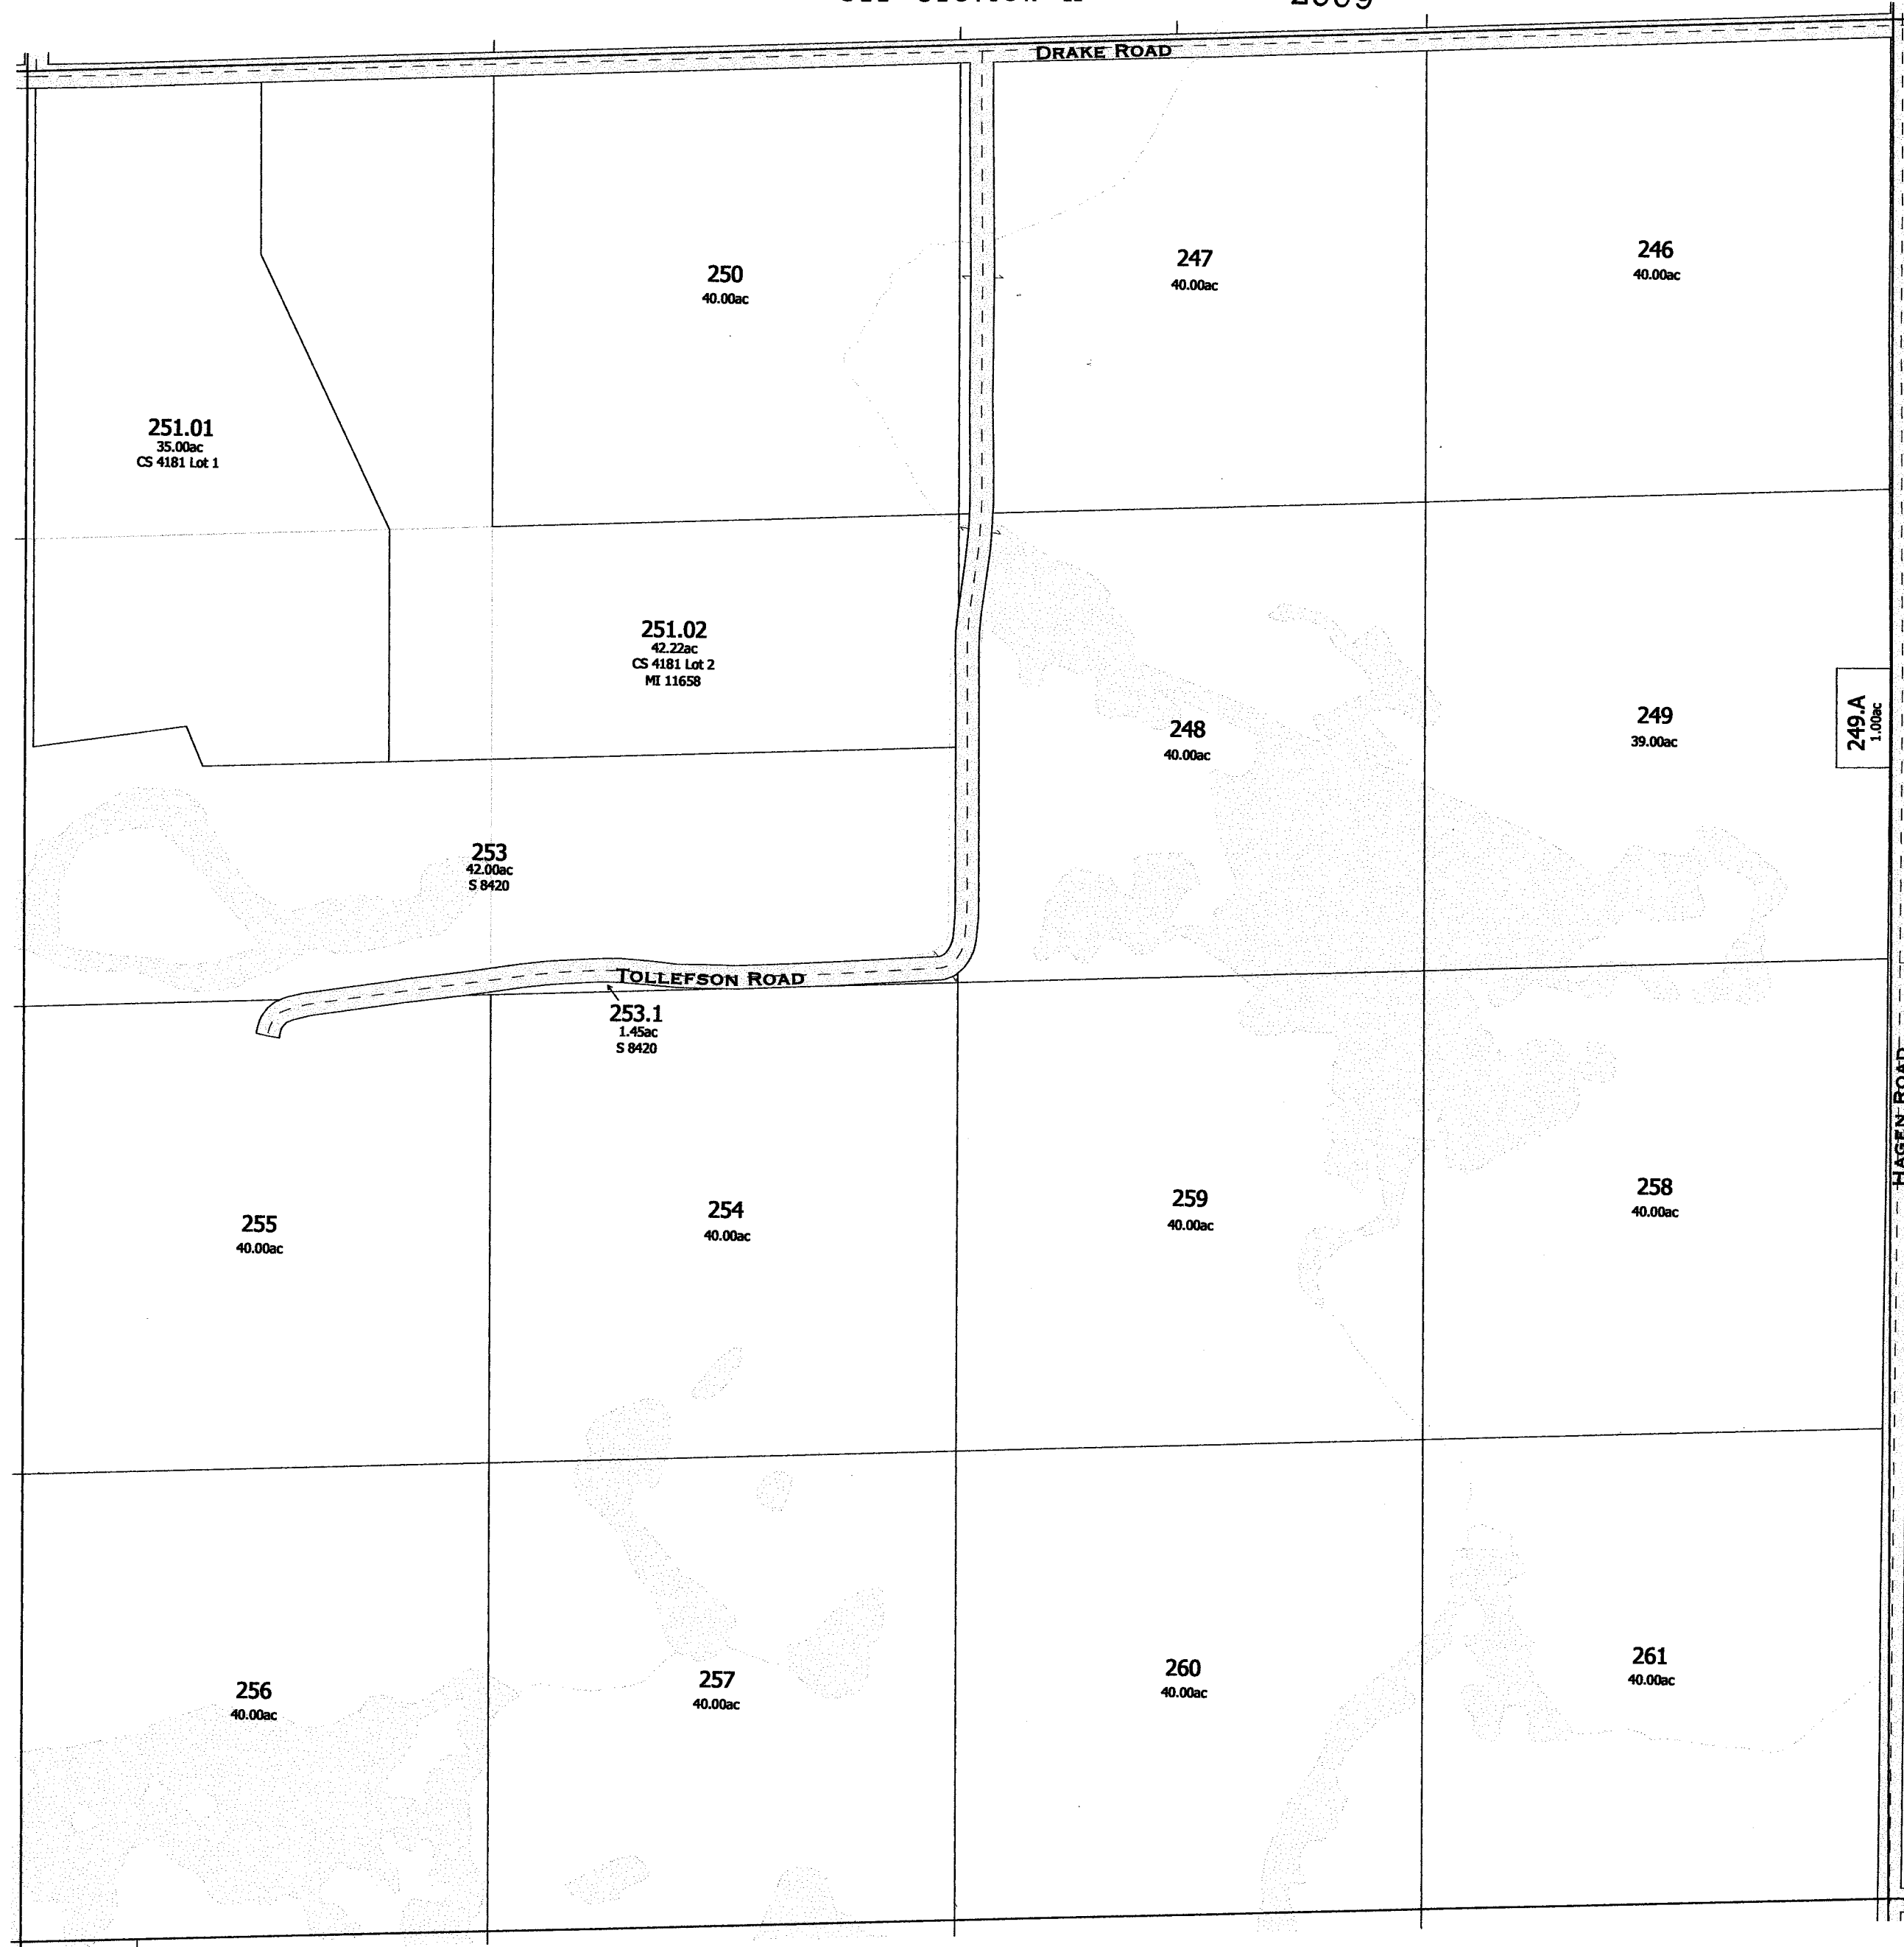 DRAKE ROAD
250
40.00ac
247
40.00ac
246
40.00ac
251.01
35.00ac
CS 4181 Lot 1
251.02
42.22ac
CS 4181 Lot 2
MI 11658
248
40.00ac
249
39.00ac
249.A
1.00ac
253
42.00ac
S 8420
TOLLEFSON ROAD
253.1
1.45ac
S 8420
HAGEN ROAD
255
40.00ac
254
40.00ac
259
40.00ac
258
40.00ac
256
40.00ac
257
40.00ac
260
40.00ac
261
40.00ac